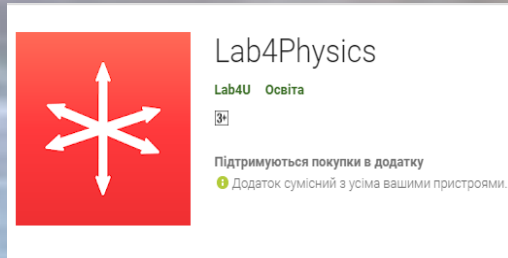 Lab4Physics
Lab4U Освіта
3+
Підтримуються покупки в додатку
Додаток сумісний з усіма вашими пристроями.